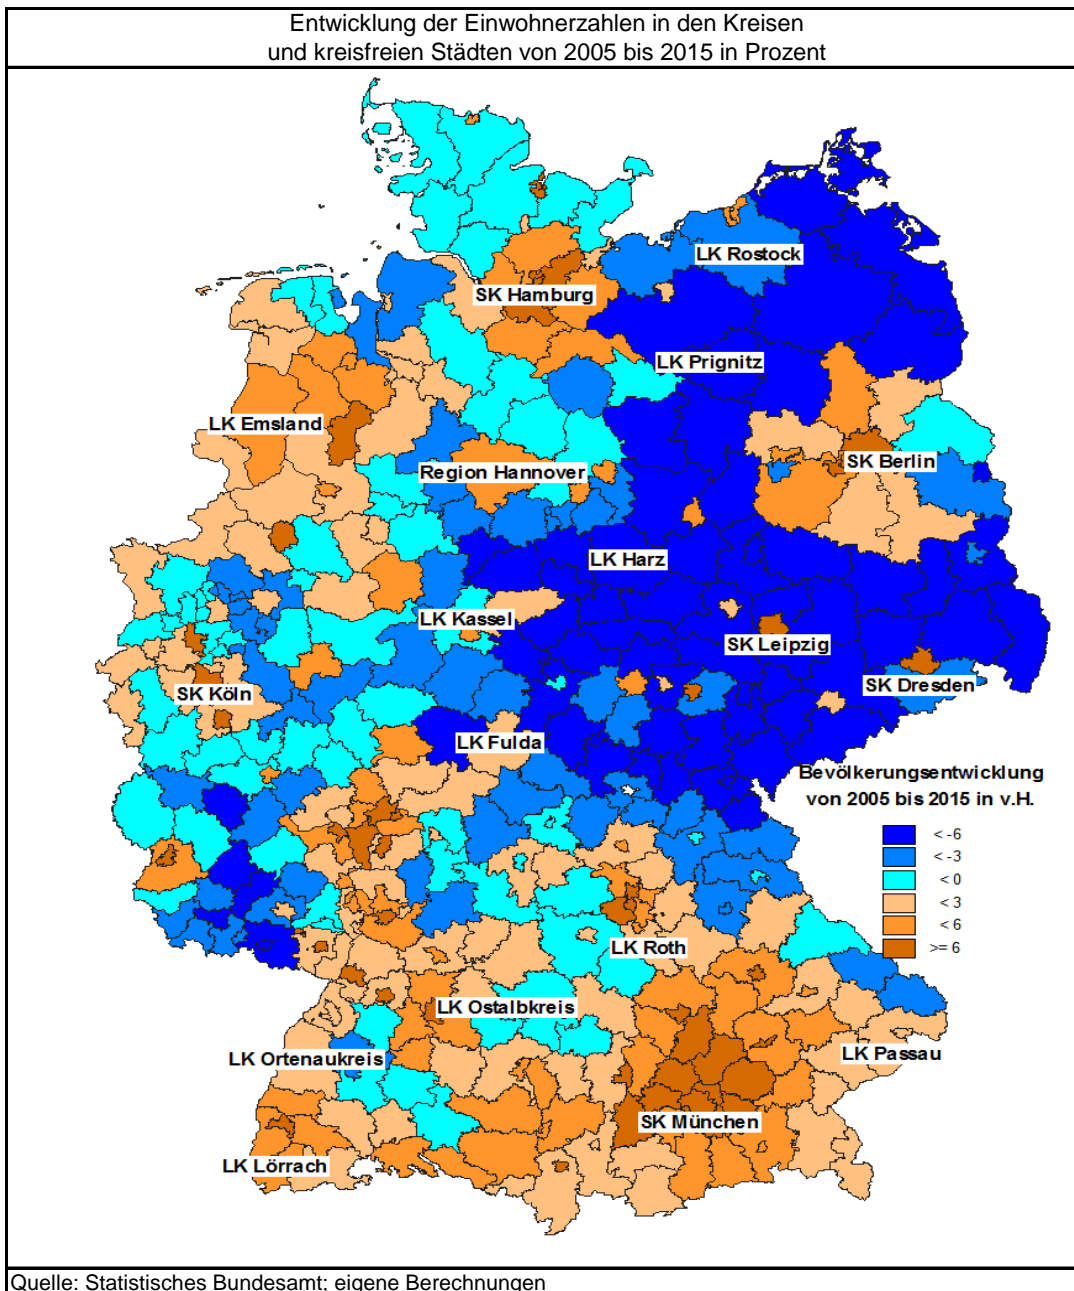 Entwicklung der Einwohnerzahlen in den Kreisen
und kreisfreien Städten von 2005 bis 2015 in Prozent
LK Rostock
SK Hamburg
LK Prignitz
LK Emsland
SK Berlin
Region Hannover
LK Harz
LK Kassel
SK Leipzig
SK Dresden
SK Köln
LK Fulda
Bevölkerungsentwicklung
von 2005 bis 2015 in v.H.
< -6
< -3
< 0
< 3
< 6
>= 6
LK Roth
LK Ostalbkreis
LK Ortenaukreis
LK Passau
SK München
LK Lörrach
Quelle: Statistisches Bundesamt; eigene Berechnungen